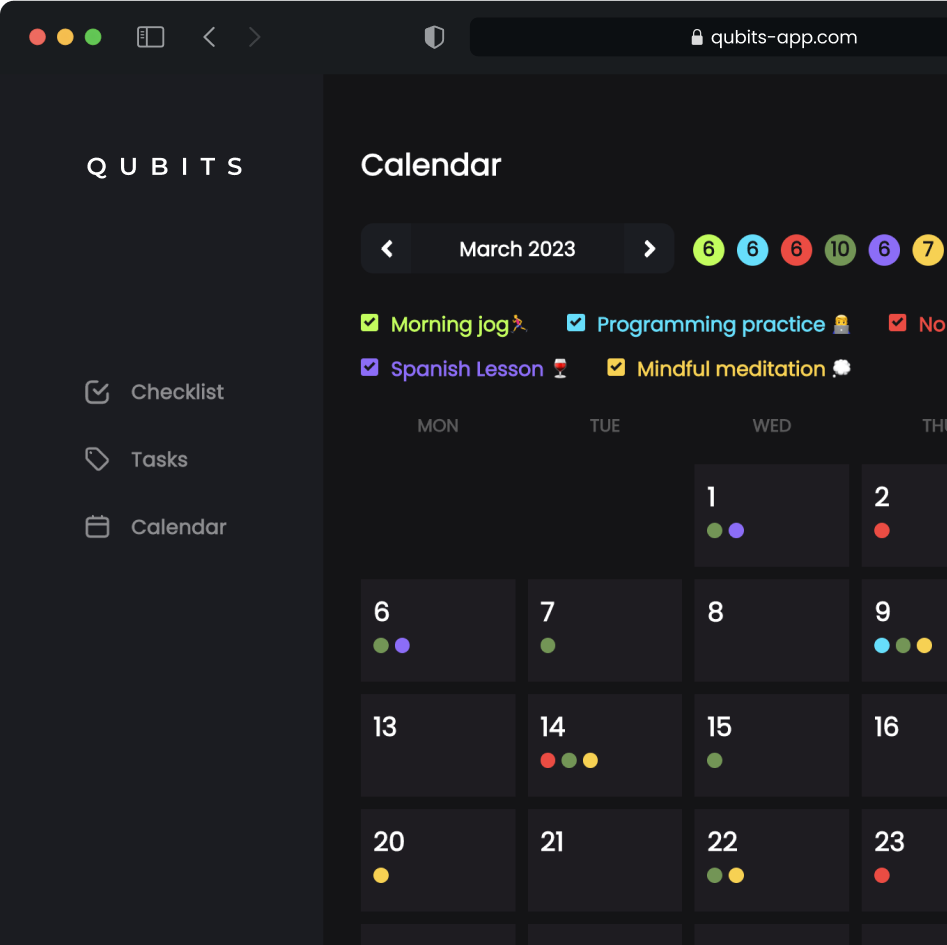 qubits-app.com
QUBITS
Calendar
March 2023
6 6 6 10 6 7
Morning jog🏃 Programming practice 👨‍💻 No
Spanish Lesson 🍷 Mindful meditation 💭
Checklist
Tasks
Calendar
MON TUE WED THU
1 2
6 7 8 9
13 14 15 16
20 21 22 23